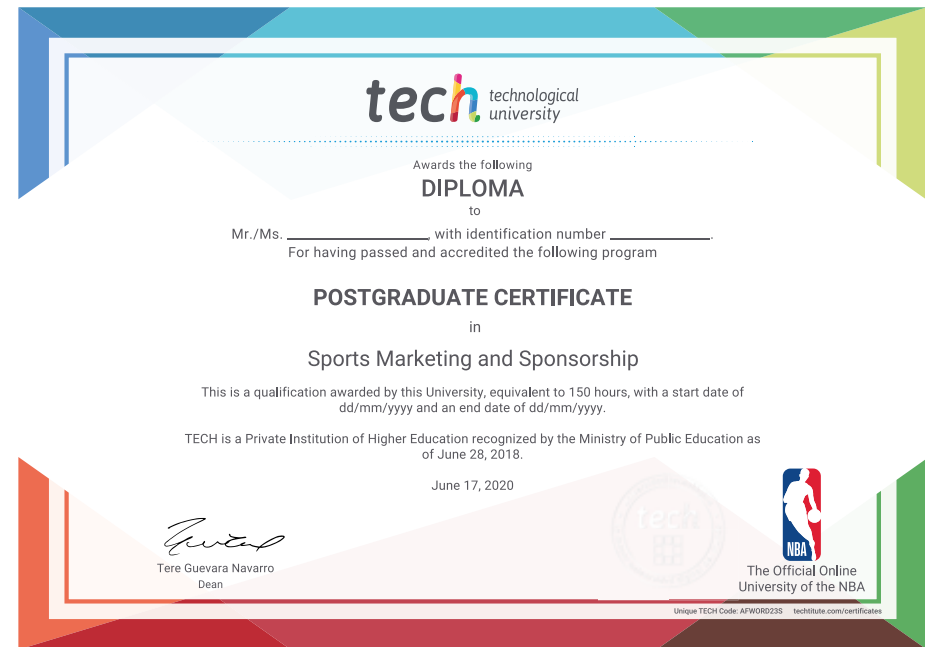 tech technological
university
Awards the following
DIPLOMA
to
Mr./Ms. ____________________, with identification number ______________.
For having passed and accredited the following program
POSTGRADUATE CERTIFICATE
in
Sports Marketing and Sponsorship
This is a qualification awarded by this University, equivalent to 150 hours, with a start date of
dd/mm/yyyy and an end date of dd/mm/yyyy.
TECH is a Private Institution of Higher Education recognized by the Ministry of Public Education as
of June 28, 2018.
June 17, 2020
tech
NBA
Tere Guevara Navarro
Dean
The Official Online
University of the NBA
Unique TECH Code: AFWORD23S techtitute.com/certificates